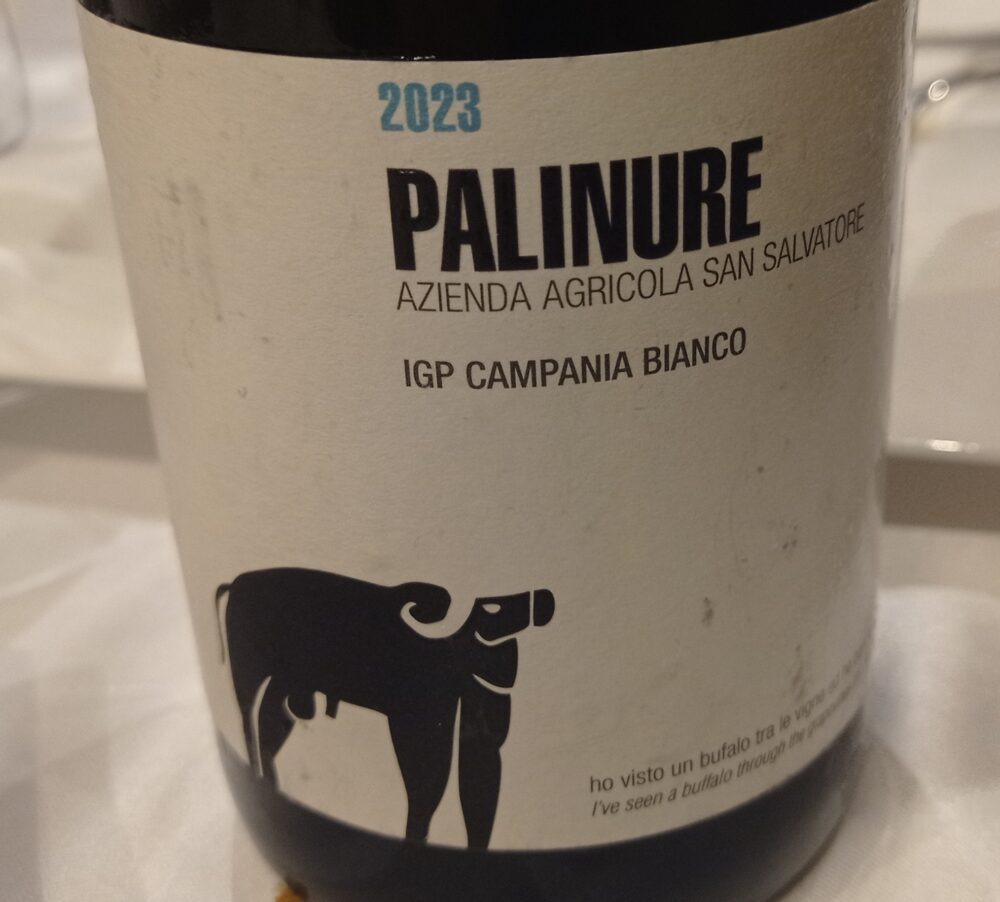 2023
PALINURE
AZIENDA AGRICOLA SAN SALVATORE
IGP CAMPANIA BIANCO
ho visto un bufalo tra le vigne
I've seen a buffalo through the